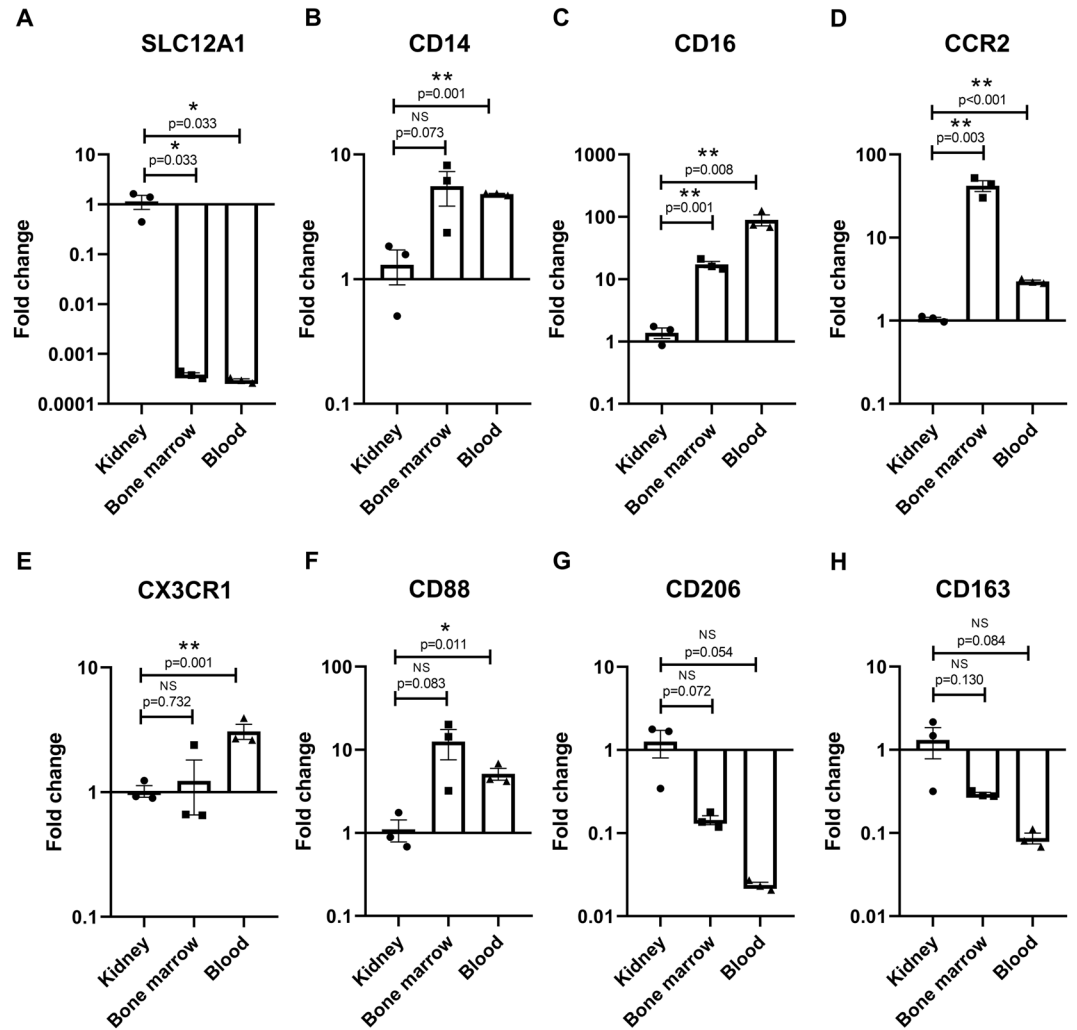 A
SLC12A1
*
p=0.033
*
p=0.033
10
1
0.1
0.01
0.001
0.0001
Fold change
Kidney
Bone marrow
Blood
B
CD14
**
p=0.001
NS
p=0.073
10
1
0.1
Fold change
Kidney
Bone marrow
Blood
C
CD16
**
p=0.008
**
p=0.001
1000
100
10
1
0.1
Fold change
Kidney
Bone marrow
Blood
D
CCR2
**
p<0.001
**
p=0.003
100
10
1
0.1
Fold change
Kidney
Bone marrow
Blood
E
CX3CR1
**
p=0.001
NS
p=0.732
10
1
0.1
Fold change
Kidney
Bone marrow
Blood
F
CD88
*
p=0.011
NS
p=0.083
100
10
1
0.1
Fold change
Kidney
Bone marrow
Blood
G
CD206
NS
p=0.054
NS
p=0.072
10
1
0.1
0.01
Fold change
Kidney
Bone marrow
Blood
H
CD163
NS
p=0.084
NS
p=0.130
10
1
0.1
0.01
Fold change
Kidney
Bone marrow
Blood